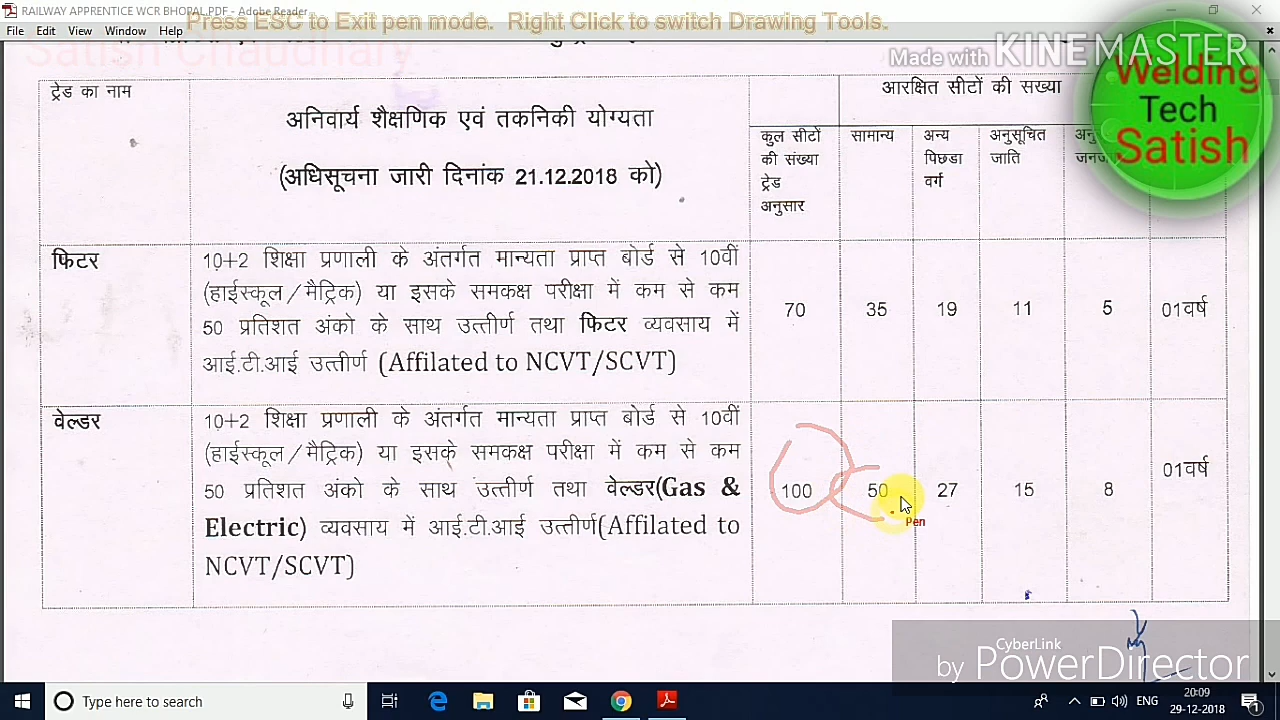 RAILWAY APPRENTICE WCR BHOPAL.PDF - Adobe Reader
Press ESC to Exit pen mode. Right Click to switch Drawing Tools.
File Edit View Window Help
Made with KINEMASTER
Welding
Tech
Satish
ट्रेड का नाम
अनिवार्य शैक्षणिक एवं तकनिकी योग्यता
(अधिसूचना जारी दिनांक 21.12.2018 को)
आरक्षित सीटों की सख्या
कुल सीटों
की संख्या
ट्रेड
अनुसार
सामान्य
अन्य
पिछडा
वर्ग
अनुसूचित
जाति
फिटर
10+2 शिक्षा प्रणाली के अंतर्गत मान्यता प्राप्त बोर्ड से 10वीं
(हाईस्कूल/मैट्रिक) या इसके समकक्ष परीक्षा में कम से कम
50 प्रतिशत अंको के साथ उत्तीर्ण तथा फिटर व्यवसाय में
आई.टी.आई उत्तीर्ण (Affilated to NCVT/SCVT)
70 35 19 11 5 01वर्ष
वेल्डर
10+2 शिक्षा प्रणाली के अंतर्गत मान्यता प्राप्त बोर्ड से 10वीं
(हाईस्कूल/मैट्रिक) या इसके समकक्ष परीक्षा में कम से कम
50 प्रतिशत अंको के साथ उत्तीर्ण तथा वेल्डर(Gas &
Electric) व्यवसाय में आई.टी.आई उत्तीर्ण(Affilated to
NCVT/SCVT)
100 50 27 15 8 01वर्ष
Pen
CyberLink
by PowerDirector
Type here to search
ENG
20:09
29-12-2018